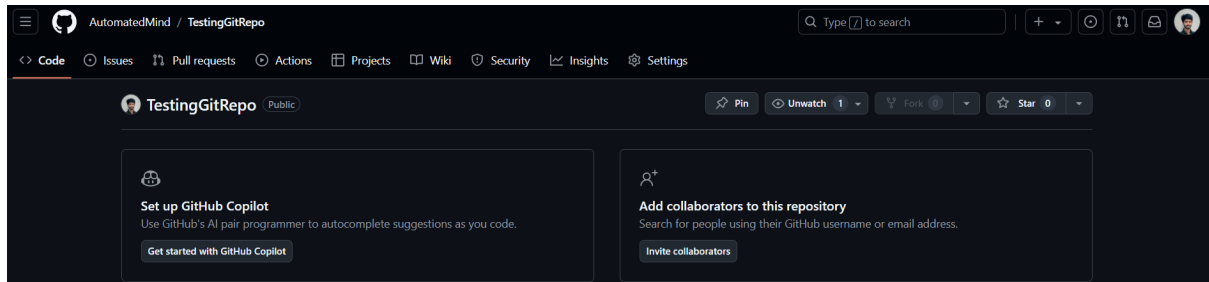 AutomatedMind / TestingGitRepo Type / to search
Code Issues Pull requests Actions Projects Wiki Security Insights Settings
TestingGitRepo Public Pin Unwatch 1 Fork 0 Star 0
Set up GitHub Copilot
Use GitHub's AI pair programmer to autocomplete suggestions as you code.
Get started with GitHub Copilot
Add collaborators to this repository
Search for people using their GitHub username or email address.
Invite collaborators